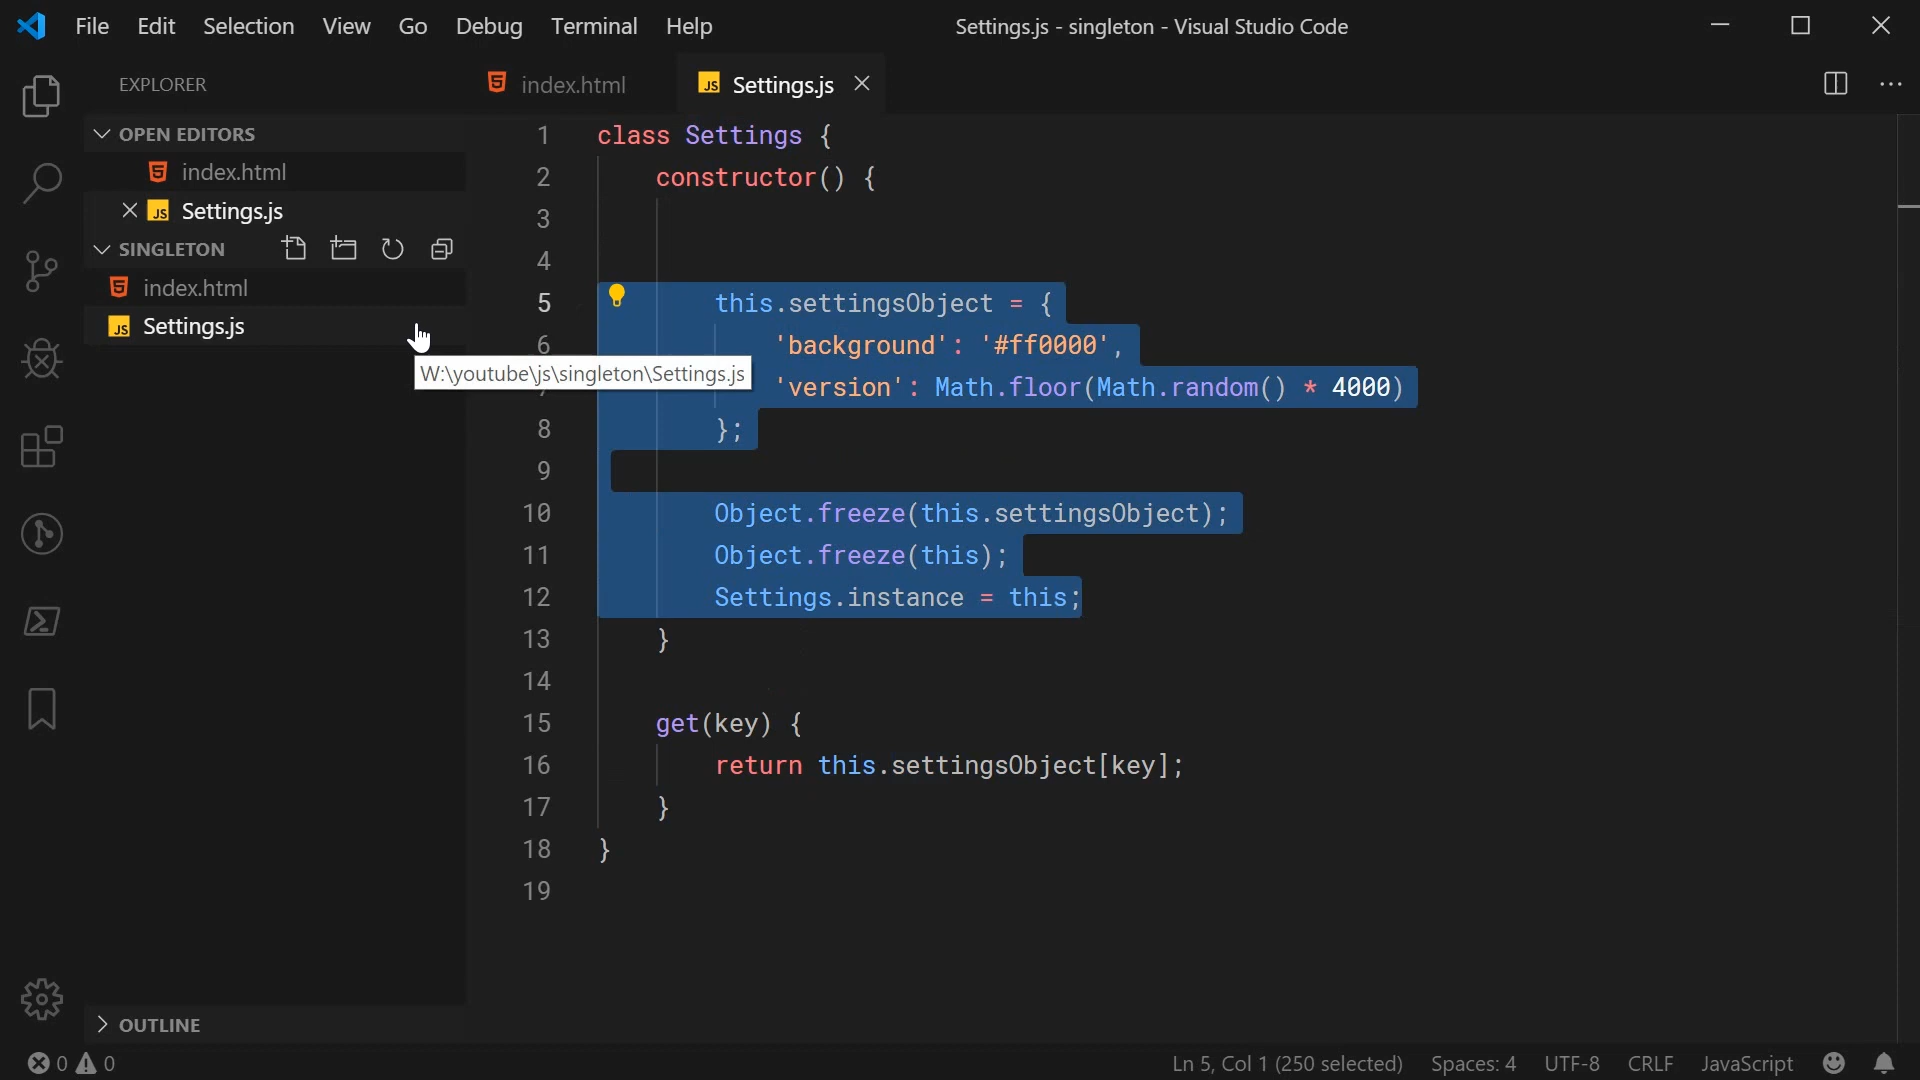 File Edit Selection View Go Debug Terminal Help
Settings.js - singleton - Visual Studio Code
EXPLORER
OPEN EDITORS
index.html
Settings.js
SINGLETON
index.html
Settings.js
W:\youtube\js\singleton\Settings.js
OUTLINE
index.html
Settings.js
1 class Settings {
2 constructor() {
3
4
5 this.settingsObject = {
6 'background': '#ff0000',
'version': Math.floor(Math.random() * 4000)
8 };
9
10 Object.freeze(this.settingsObject);
11 Object.freeze(this);
12 Settings.instance = this;
13 }
14
15 get(key) {
16 return this.settingsObject[key];
17 }
18 }
19
0 0
Ln 5, Col 1 (250 selected) Spaces: 4 UTF-8 CRLF JavaScript